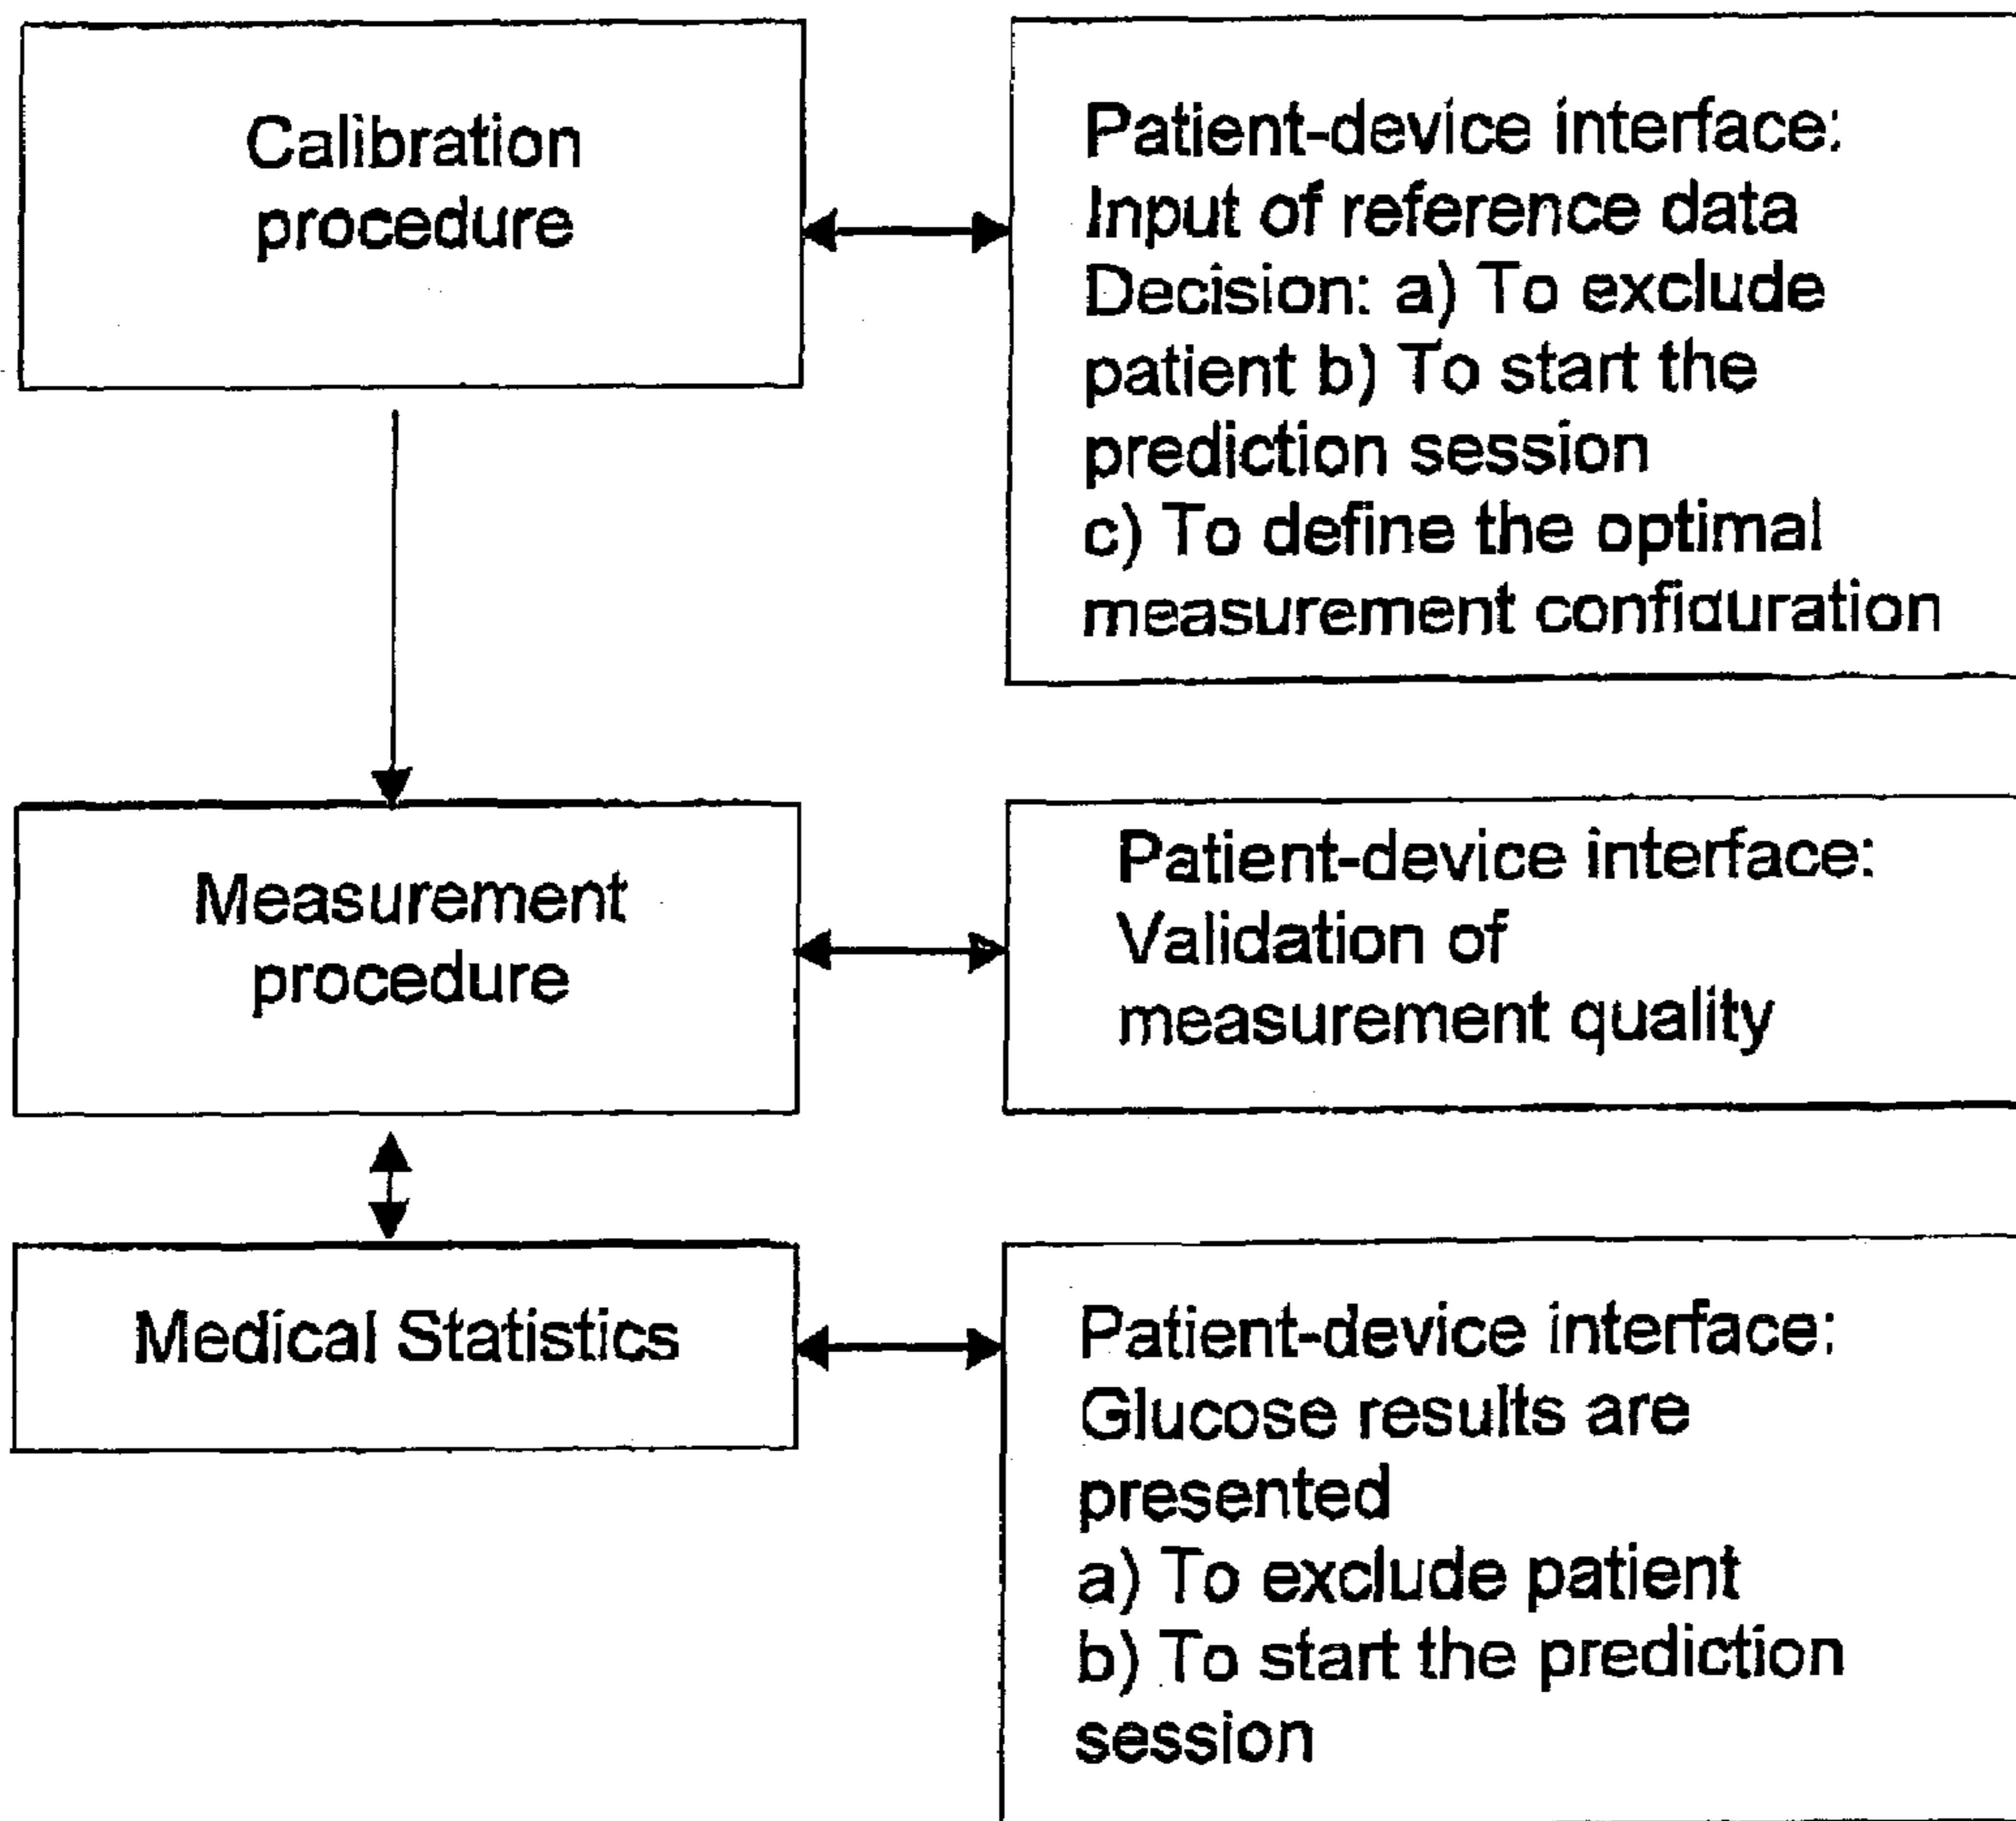 Calibration
procedure
Patient-device interface:
Input of reference data
Decision: a) To exclude
patient b) To start the
prediction session
c) To define the optimal
measurement configuration
Measurement
procedure
Patient-device interface:
Validation of
measurement quality
Medical Statistics
Patient-device interface:
Glucose results are
presented
a) To exclude patient
b) To start the prediction
session